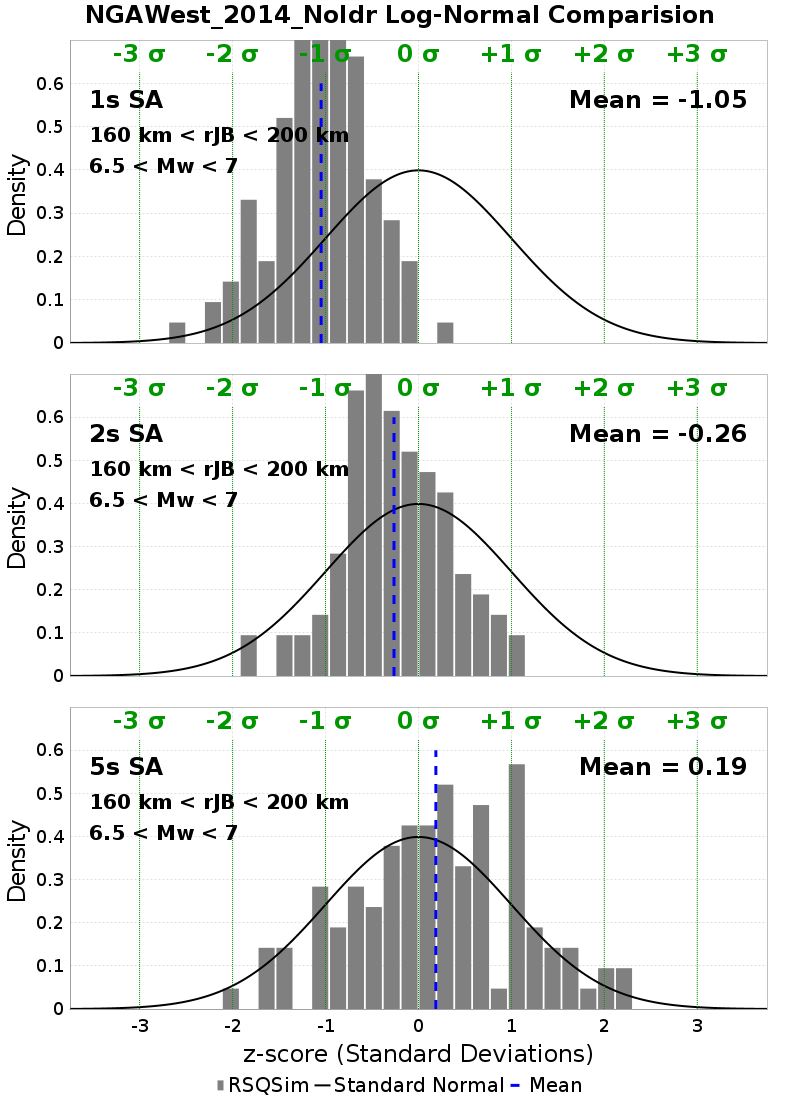 NGAWest_2014_NoIdr Log-Normal Comparision
-3 σ -2 σ -1 σ 0 σ +1 σ +2 σ +3 σ
0.6
1s SA Mean = -1.05
0.5
160 km < rJB < 200 km
6.5 < Mw < 7
0.4
Density
0.3
0.2
0.1
0
-3 σ -2 σ -1 σ 0 σ +1 σ +2 σ +3 σ
0.6
2s SA Mean = -0.26
0.5
160 km < rJB < 200 km
6.5 < Mw < 7
0.4
Density
0.3
0.2
0.1
0
-3 σ -2 σ -1 σ 0 σ +1 σ +2 σ +3 σ
0.6
5s SA Mean = 0.19
0.5
160 km < rJB < 200 km
6.5 < Mw < 7
0.4
Density
0.3
0.2
0.1
0
-3 -2 -1 0 1 2 3
z-score (Standard Deviations)
RSQSim Standard Normal Mean